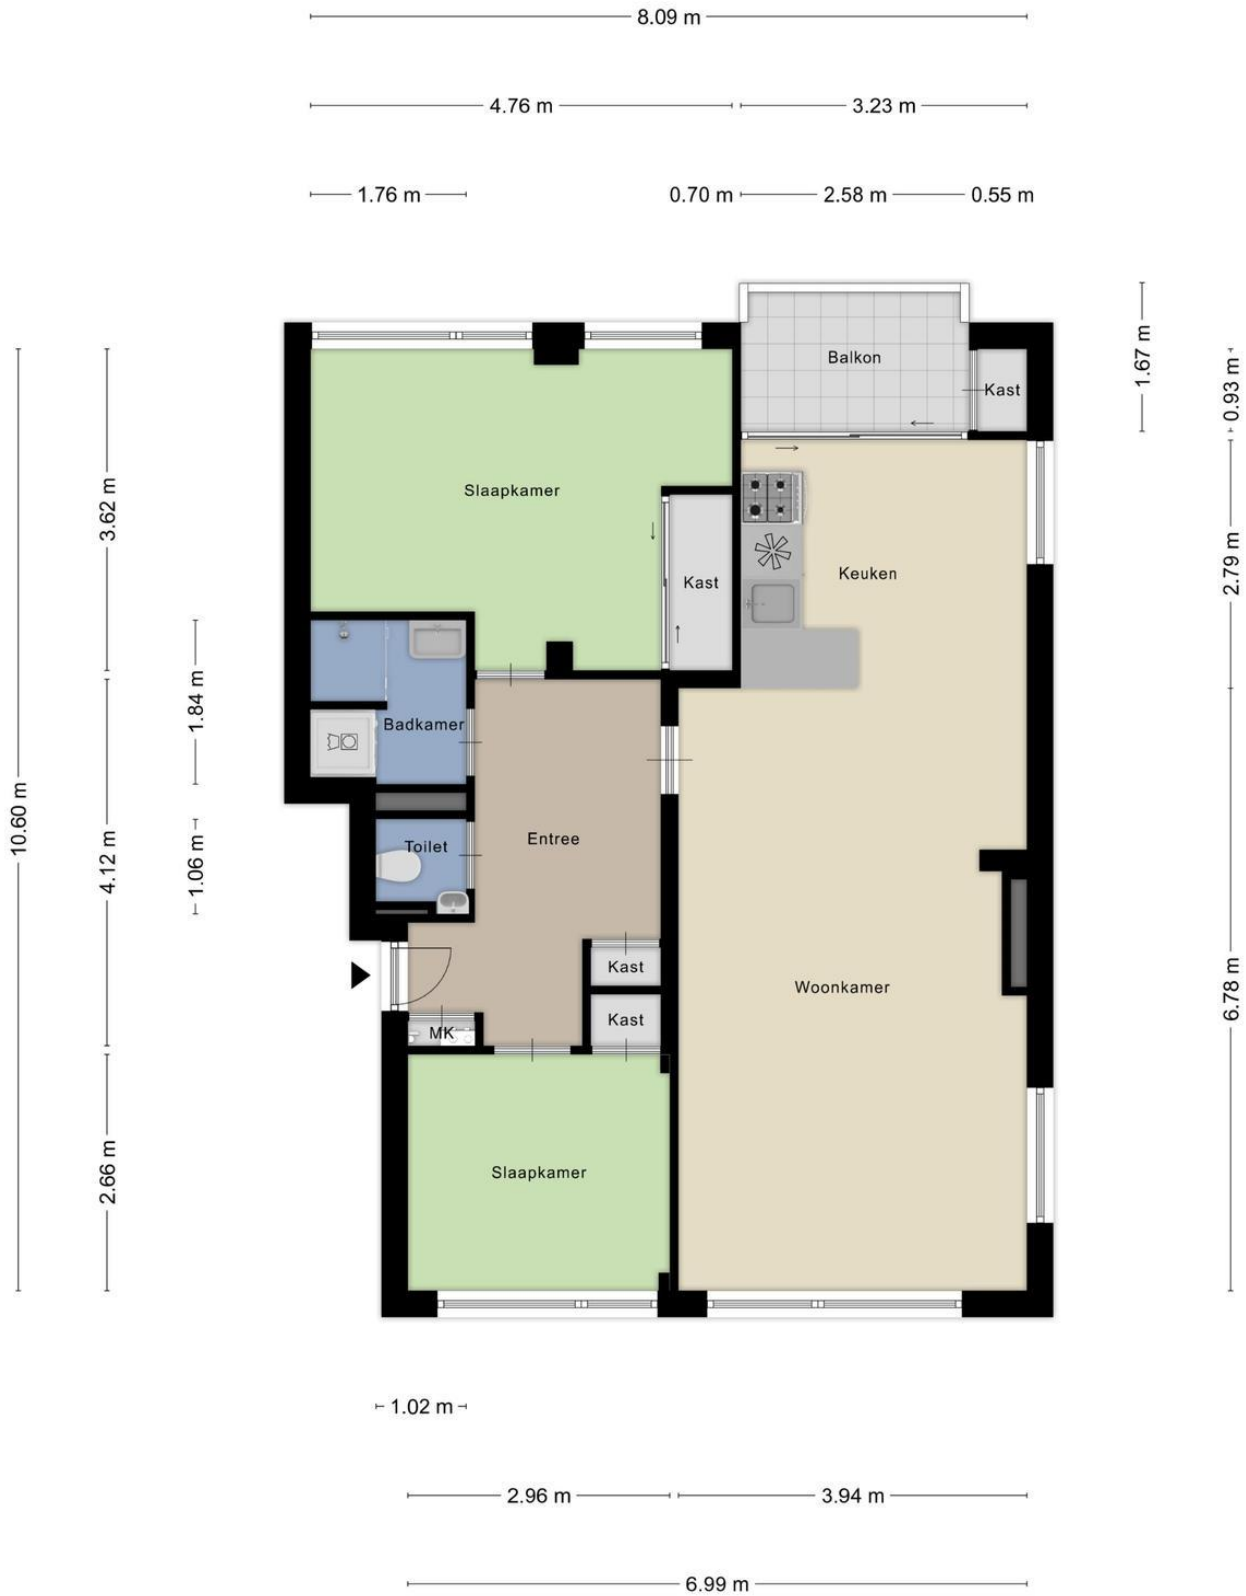 8.09 m
4.76 m
3.23 m
1.76 m
0.70 m
2.58 m
0.55 m
1.67 m
0.93 m
Balkon
Kast
3.62 m
Slaapkamer
Kast
Keuken
2.79 m
1.84 m
Badkamer
10.60 m
4.12 m
1.06 m
Toilet
Entree
Kast
Kast
MK
Woonkamer
6.78 m
2.66 m
Slaapkamer
1.02 m
2.96 m
3.94 m
6.99 m